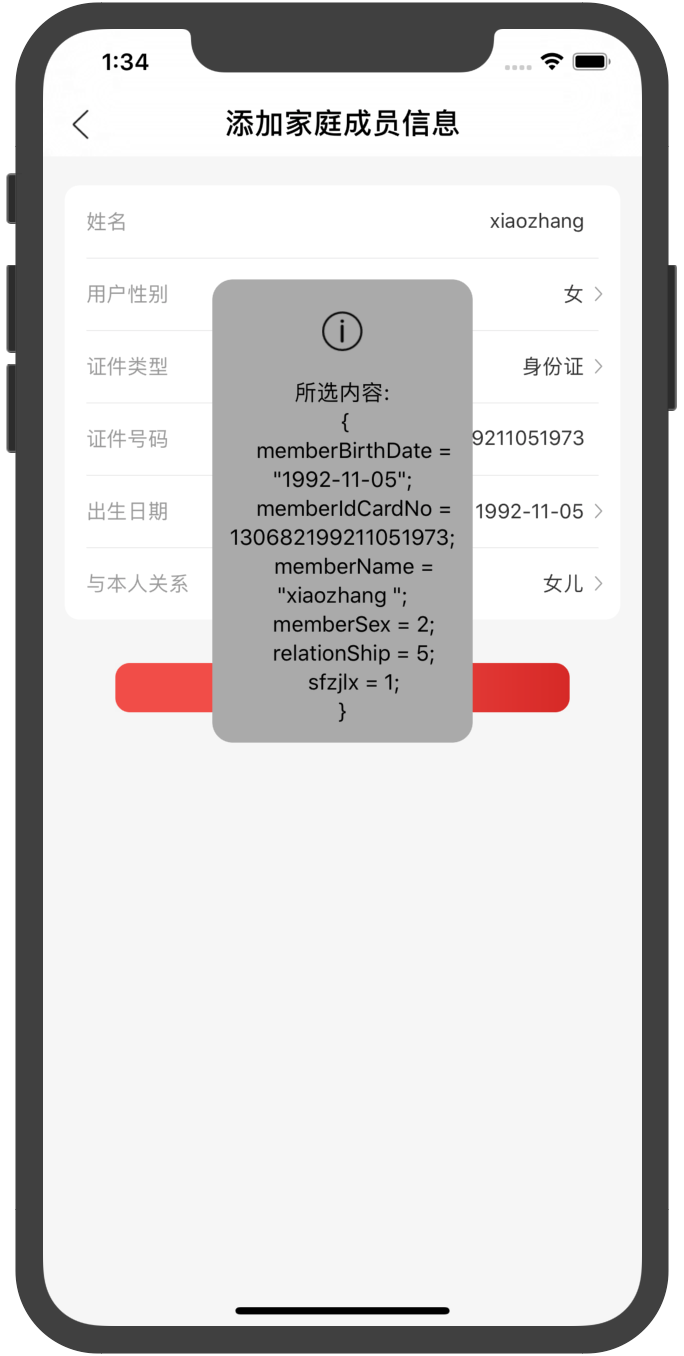 1:34
添加家庭成员信息
姓名 xiaozhang
用户性别 女
证件类型 身份证
证件号码 9211051973
出生日期 1992-11-05
与本人关系 女儿
所选内容:
{
memberBirthDate =
"1992-11-05";
memberIdCardNo =
130682199211051973;
memberName =
"xiaozhang ";
memberSex = 2;
relationShip = 5;
sfzjlx = 1;
}